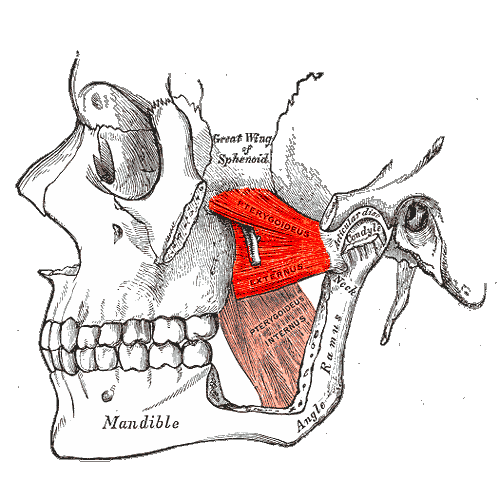 Great Wing
of
Sphenoid
PTERYGOIDEUS
EXTERNUS
Articular disc
Condyle
Neck
PTERYGOIDEUS
INTERNUS
Ramus
Angle
Mandible